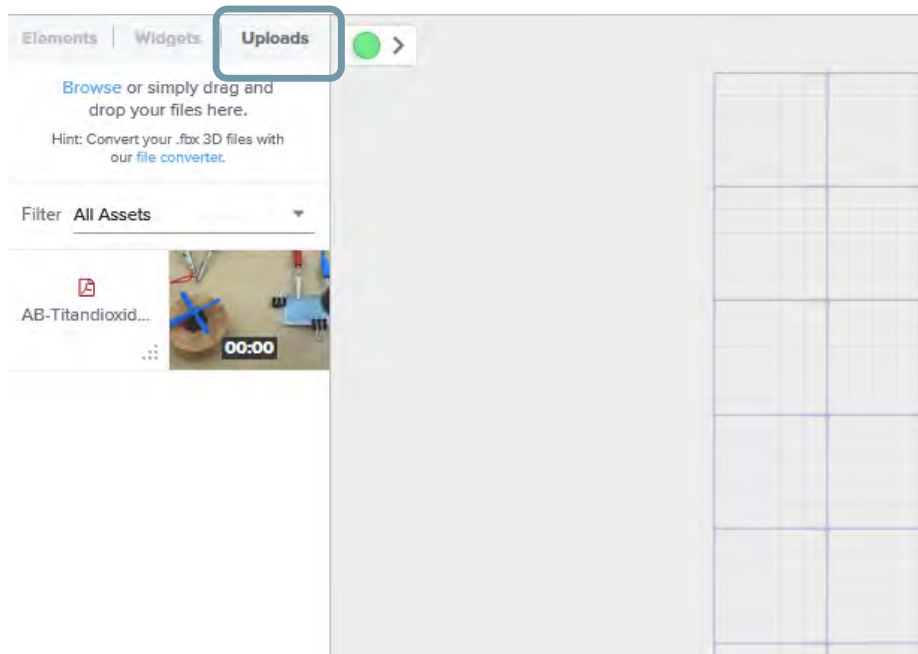 Elements | Widgets | Uploads
Browse or simply drag and
drop your files here.
Hint: Convert your .fbx 3D files with
our file converter.
Filter All Assets
AB-Titandioxid...
00:00